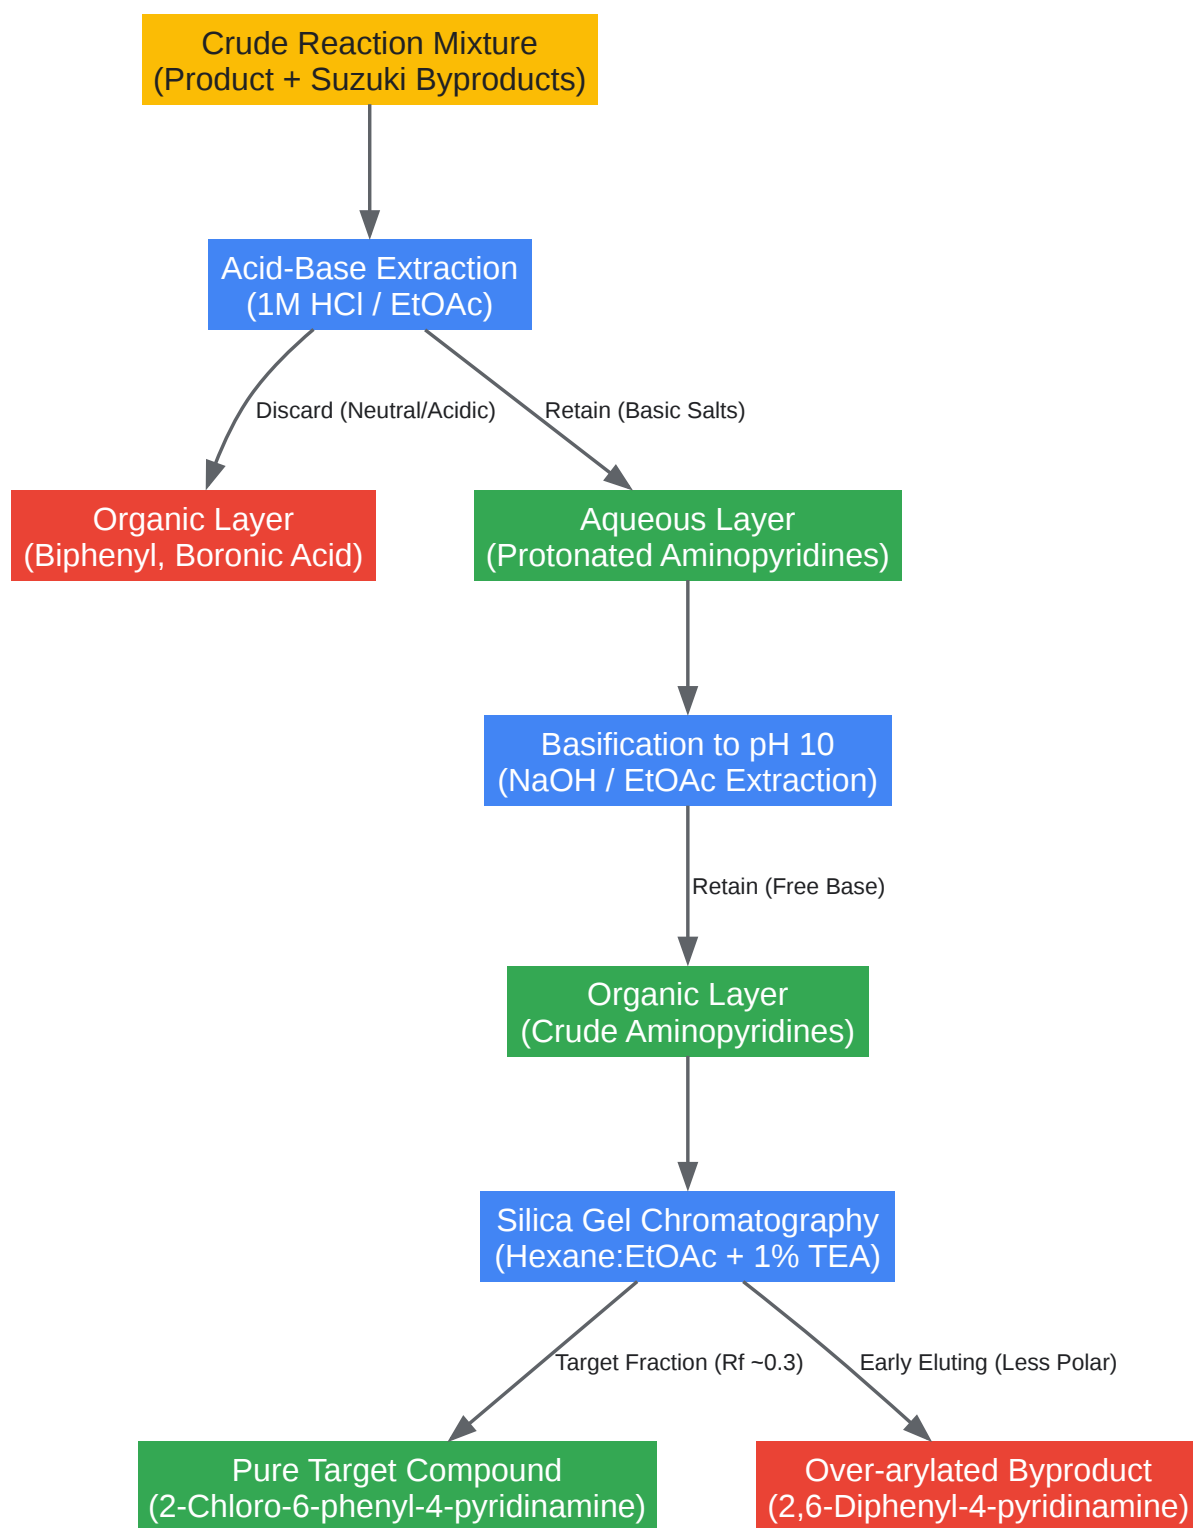 Crude Reaction Mixture
(Product + Suzuki Byproducts)
Acid-Base Extraction
(1M HCl / EtOAc)
Discard (Neutral/Acidic)
Retain (Basic Salts)
Organic Layer
(Biphenyl, Boronic Acid)
Aqueous Layer
(Protonated Aminopyridines)
Basification to pH 10
(NaOH / EtOAc Extraction)
Retain (Free Base)
Organic Layer
(Crude Aminopyridines)
Silica Gel Chromatography
(Hexane:EtOAc + 1% TEA)
Target Fraction (Rf ~0.3)
Early Eluting (Less Polar)
Pure Target Compound
(2-Chloro-6-phenyl-4-pyridinamine)
Over-arylated Byproduct
(2,6-Diphenyl-4-pyridinamine)